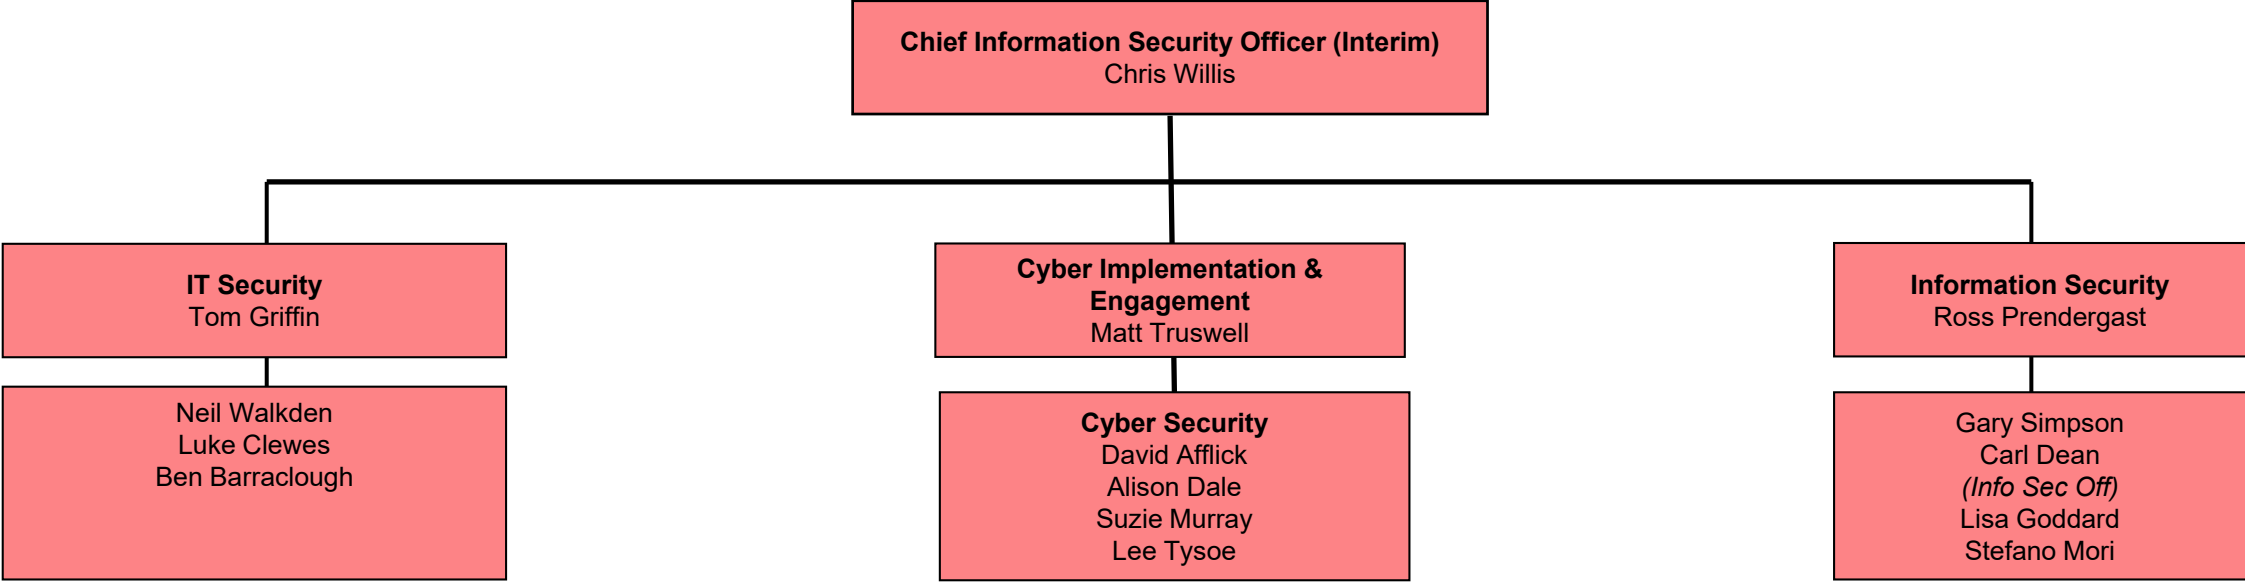 Chief Information Security Officer (Interim)
Chris Willis
IT Security
Tom Griffin
Cyber Implementation &
Engagement
Matt Truswell
Information Security
Ross Prendergast
Neil Walkden
Luke Clewes
Ben Barraclough
Cyber Security
David Afflick
Alison Dale
Suzie Murray
Lee Tysoe
Gary Simpson
Carl Dean
(Info Sec Off)
Lisa Goddard
Stefano Mori